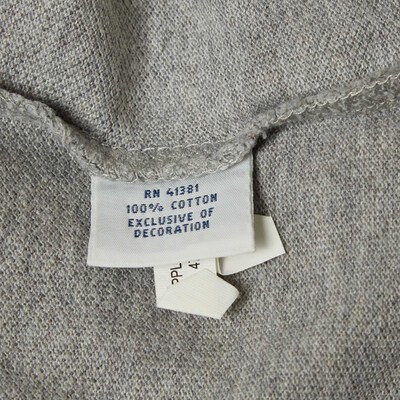 RN 41381
100% COTTON
EXCLUSIVE OF
DECORATION